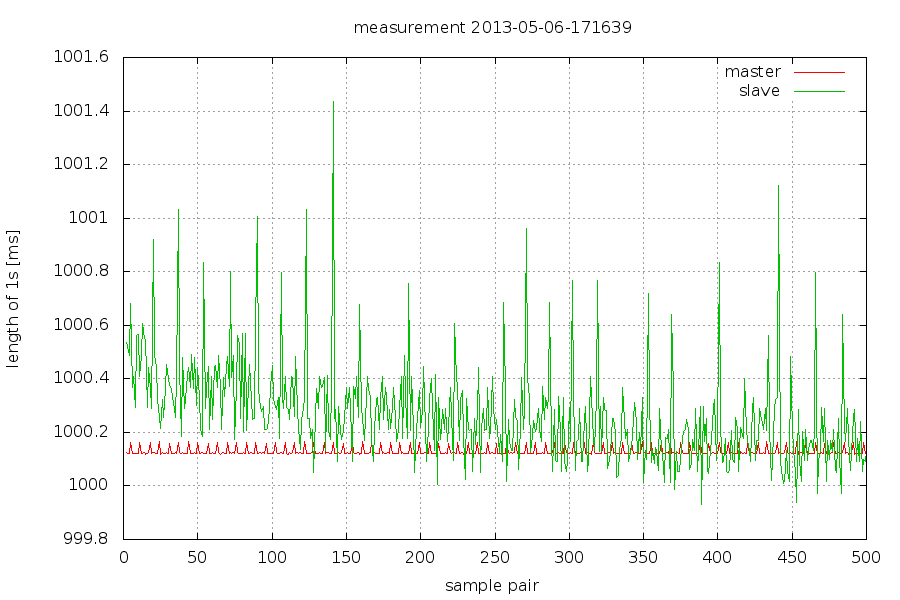 measurement 2013-05-06-171639
master
slave
length of 1s [ms]
1001.6
1001.4
1001.2
1001
1000.8
1000.6
1000.4
1000.2
1000
999.8
0 50 100 150 200 250 300 350 400 450 500
sample pair